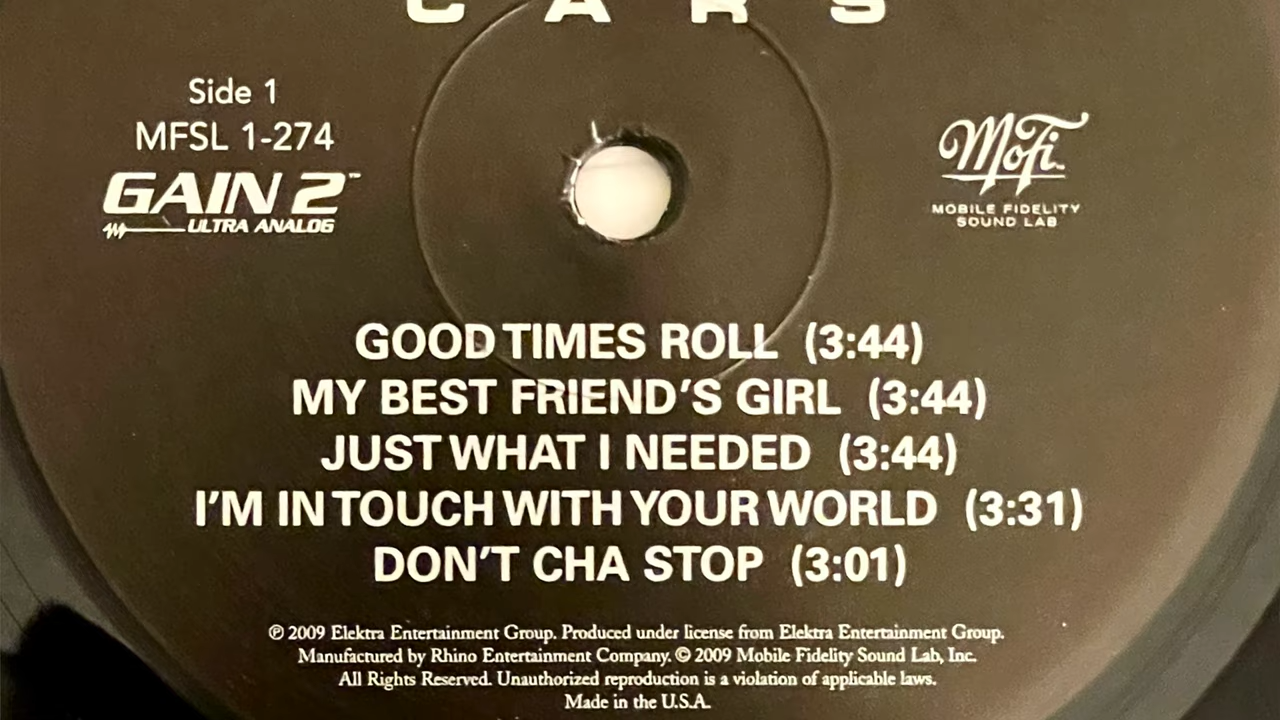 CARS
Side 1
MFSL 1-274
GAIN 2™
ULTRA ANALOG
MoFi™
MOBILE FIDELITY
SOUND LAB
GOOD TIMES ROLL (3:44)
MY BEST FRIEND'S GIRL (3:44)
JUST WHAT I NEEDED (3:44)
I'M IN TOUCH WITH YOUR WORLD (3:31)
DON'T CHA STOP (3:01)
℗ 2009 Elektra Entertainment Group. Produced under license from Elektra Entertainment Group.
Manufactured by Rhino Entertainment Company. © 2009 Mobile Fidelity Sound Lab, Inc.
All Rights Reserved. Unauthorized reproduction is a violation of applicable laws.
Made in the U.S.A.